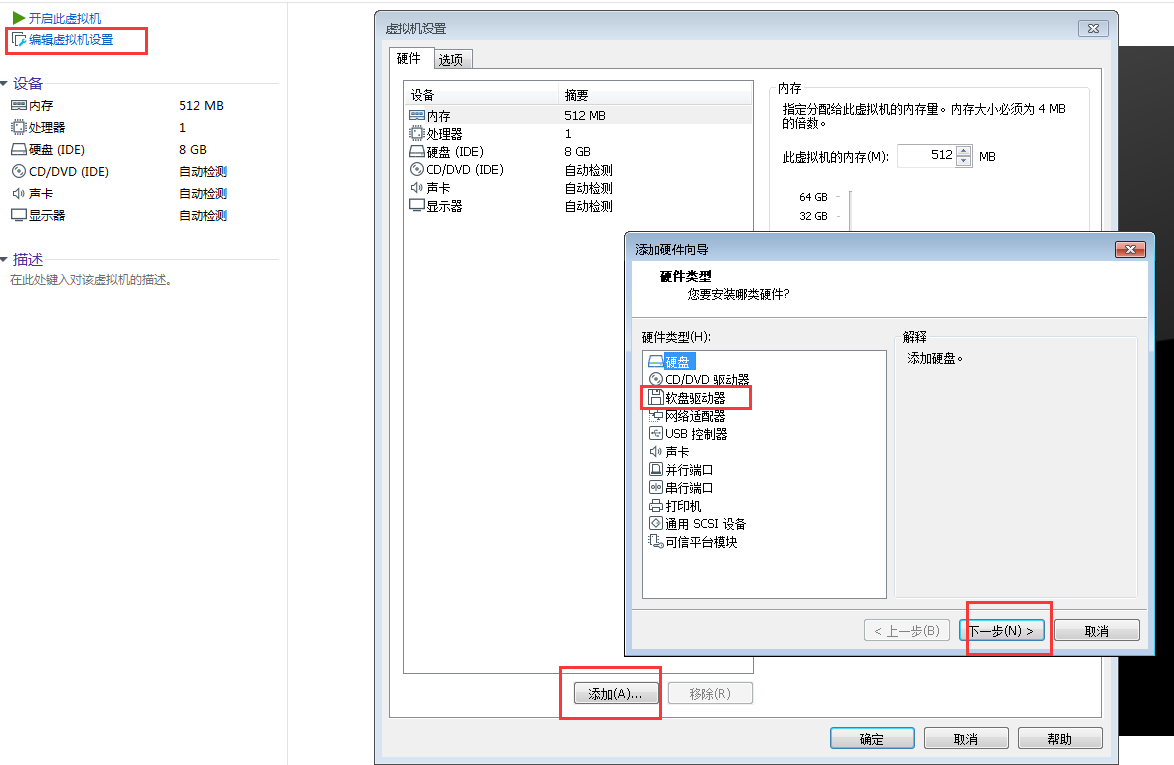 开启此虚拟机
编辑虚拟机设置
设备
内存 512 MB
处理器 1
硬盘 (IDE) 8 GB
CD/DVD (IDE) 自动检测
声卡 自动检测
显示器 自动检测
描述
在此处键入对该虚拟机的描述。
虚拟机设置
硬件 选项
设备 摘要
内存 512 MB
处理器 1
硬盘 (IDE) 8 GB
CD/DVD (IDE) 自动检测
声卡 自动检测
显示器 自动检测
添加(A)... 移除(R)
内存
指定分配给此虚拟机的内存量。内存大小必须为 4 MB
的倍数。
此虚拟机的内存(M): 512 MB
64 GB
32 GB
添加硬件向导
硬件类型
您要安装哪类硬件?
硬件类型(H):
硬盘
CD/DVD 驱动器
软盘驱动器
网络适配器
USB 控制器
声卡
并行端口
串行端口
打印机
通用 SCSI 设备
可信平台模块
解释
添加硬盘。
< 上一步(B) 下一步(N) > 取消
确定 取消 帮助